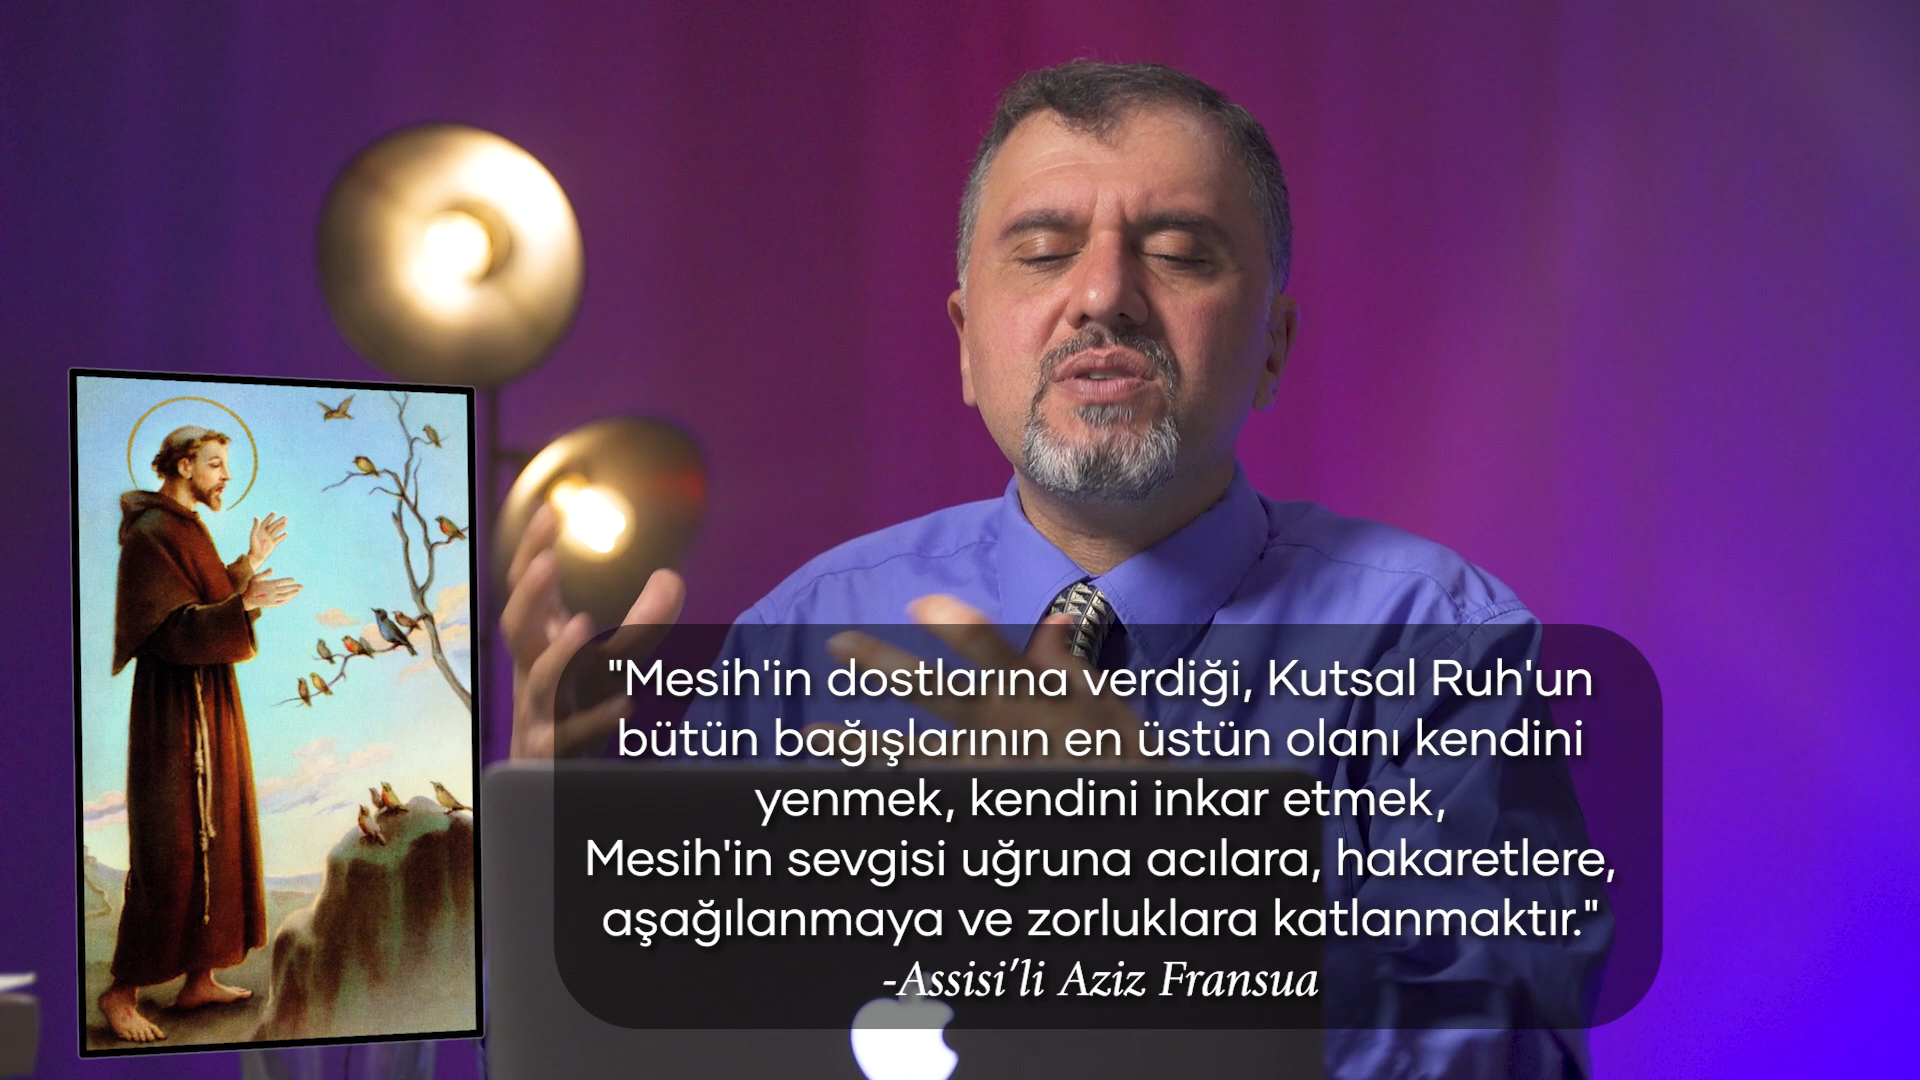 "Mesih'in dostlarına verdiği, Kutsal Ruh'un
bütün bağışlarının en üstün olanı kendini
yenmek, kendini inkar etmek,
Mesih'in sevgisi uğruna acılara, hakaretlere,
aşağılanmaya ve zorluklara katlanmaktır."
-Assisi'li Aziz Fransua